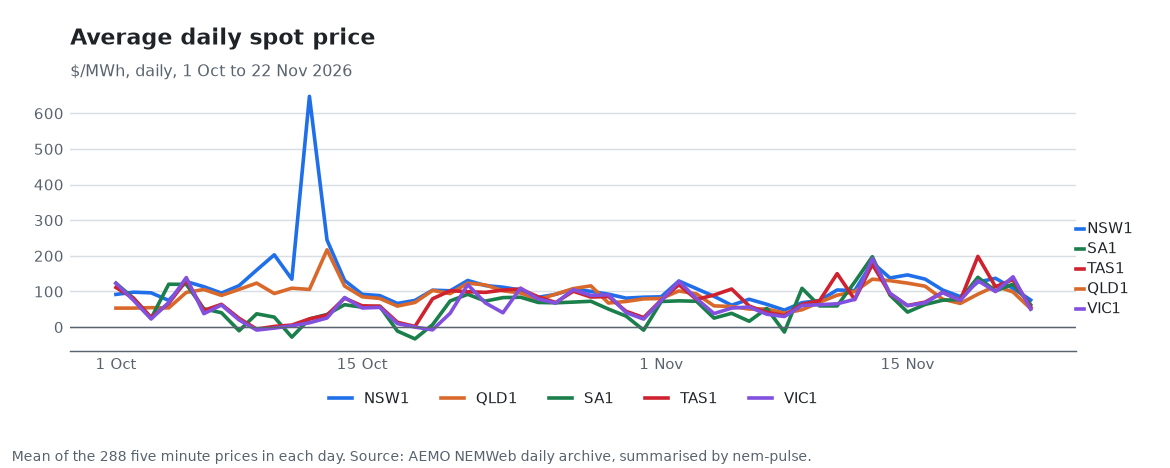 Average daily spot price
$/MWh, daily, 1 Oct to 22 Nov 2026
600
500
400
300
200
100
0
NSW1
SA1
TAS1
QLD1
VIC1
1 Oct 15 Oct 1 Nov 15 Nov
NSW1 QLD1 SA1 TAS1 VIC1
Mean of the 288 five minute prices in each day. Source: AEMO NEMWeb daily archive, summarised by nem-pulse.